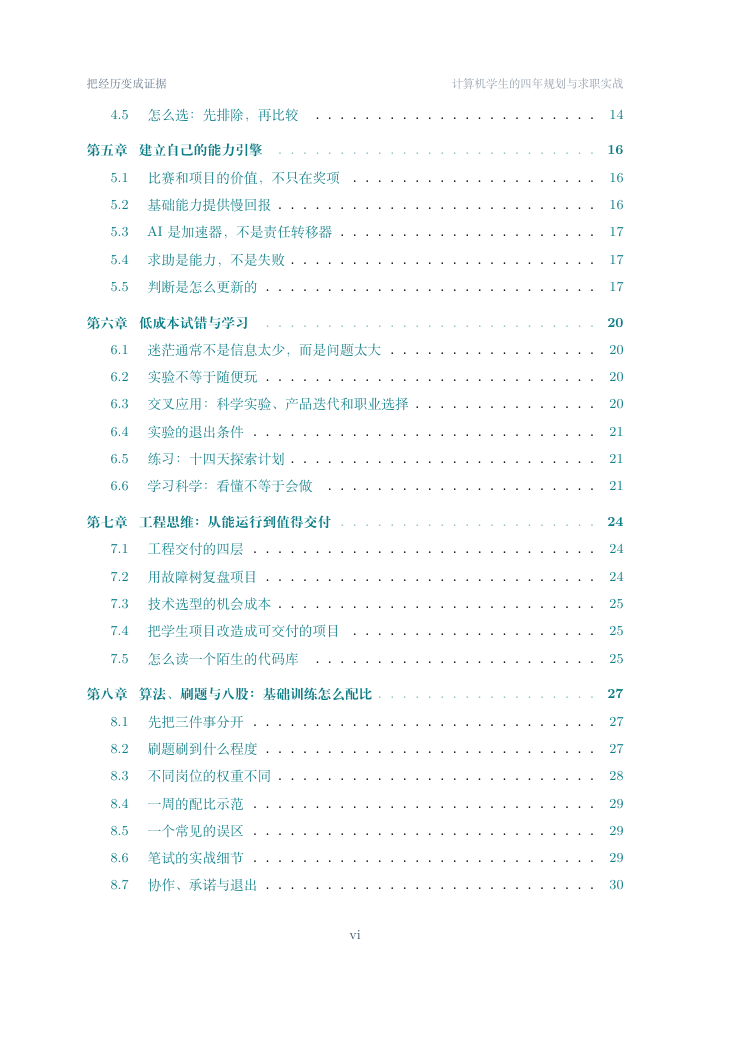 把经历变成证据 计算机学生的四年规划与求职实战
4.5 怎么选：先排除，再比较 . . . . . . . . . . . . . . . . . . . . . . . 14
第五章 建立自己的能力引擎 . . . . . . . . . . . . . . . . . . . . . . . . . . 16
5.1 比赛和项目的价值，不只在奖项 . . . . . . . . . . . . . . . . . . . . 16
5.2 基础能力提供慢回报 . . . . . . . . . . . . . . . . . . . . . . . . . . 16
5.3 AI 是加速器，不是责任转移器 . . . . . . . . . . . . . . . . . . . . . 17
5.4 求助是能力，不是失败 . . . . . . . . . . . . . . . . . . . . . . . . . 17
5.5 判断是怎么更新的 . . . . . . . . . . . . . . . . . . . . . . . . . . . 17
第六章 低成本试错与学习 . . . . . . . . . . . . . . . . . . . . . . . . . . . 20
6.1 迷茫通常不是信息太少，而是问题太大 . . . . . . . . . . . . . . . . . 20
6.2 实验不等于随便玩 . . . . . . . . . . . . . . . . . . . . . . . . . . . 20
6.3 交叉应用：科学实验、产品迭代和职业选择 . . . . . . . . . . . . . . . 20
6.4 实验的退出条件 . . . . . . . . . . . . . . . . . . . . . . . . . . . . 21
6.5 练习：十四天探索计划 . . . . . . . . . . . . . . . . . . . . . . . . . 21
6.6 学习科学：看懂不等于会做 . . . . . . . . . . . . . . . . . . . . . . 21
第七章 工程思维：从能运行到值得交付 . . . . . . . . . . . . . . . . . . . . . 24
7.1 工程交付的四层 . . . . . . . . . . . . . . . . . . . . . . . . . . . . 24
7.2 用故障树复盘项目 . . . . . . . . . . . . . . . . . . . . . . . . . . . 24
7.3 技术选型的机会成本 . . . . . . . . . . . . . . . . . . . . . . . . . . 25
7.4 把学生项目改造成可交付的项目 . . . . . . . . . . . . . . . . . . . . 25
7.5 怎么读一个陌生的代码库 . . . . . . . . . . . . . . . . . . . . . . . 25
第八章 算法、刷题与八股：基础训练怎么配比 . . . . . . . . . . . . . . . . . . 27
8.1 先把三件事分开 . . . . . . . . . . . . . . . . . . . . . . . . . . . . 27
8.2 刷题刷到什么程度 . . . . . . . . . . . . . . . . . . . . . . . . . . . 27
8.3 不同岗位的权重不同 . . . . . . . . . . . . . . . . . . . . . . . . . . 28
8.4 一周的配比示范 . . . . . . . . . . . . . . . . . . . . . . . . . . . . 29
8.5 一个常见的误区 . . . . . . . . . . . . . . . . . . . . . . . . . . . . 29
8.6 笔试的实战细节 . . . . . . . . . . . . . . . . . . . . . . . . . . . . 29
8.7 协作、承诺与退出 . . . . . . . . . . . . . . . . . . . . . . . . . . . 30
vi